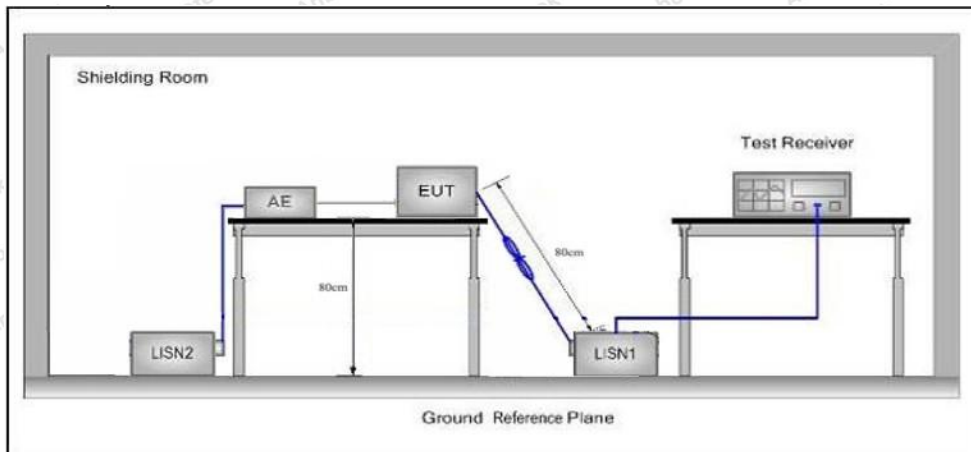 Shielding Room
Test Receiver
AE
EUT
80cm
80cm
LISN2
LISN1
Ground Reference Plane